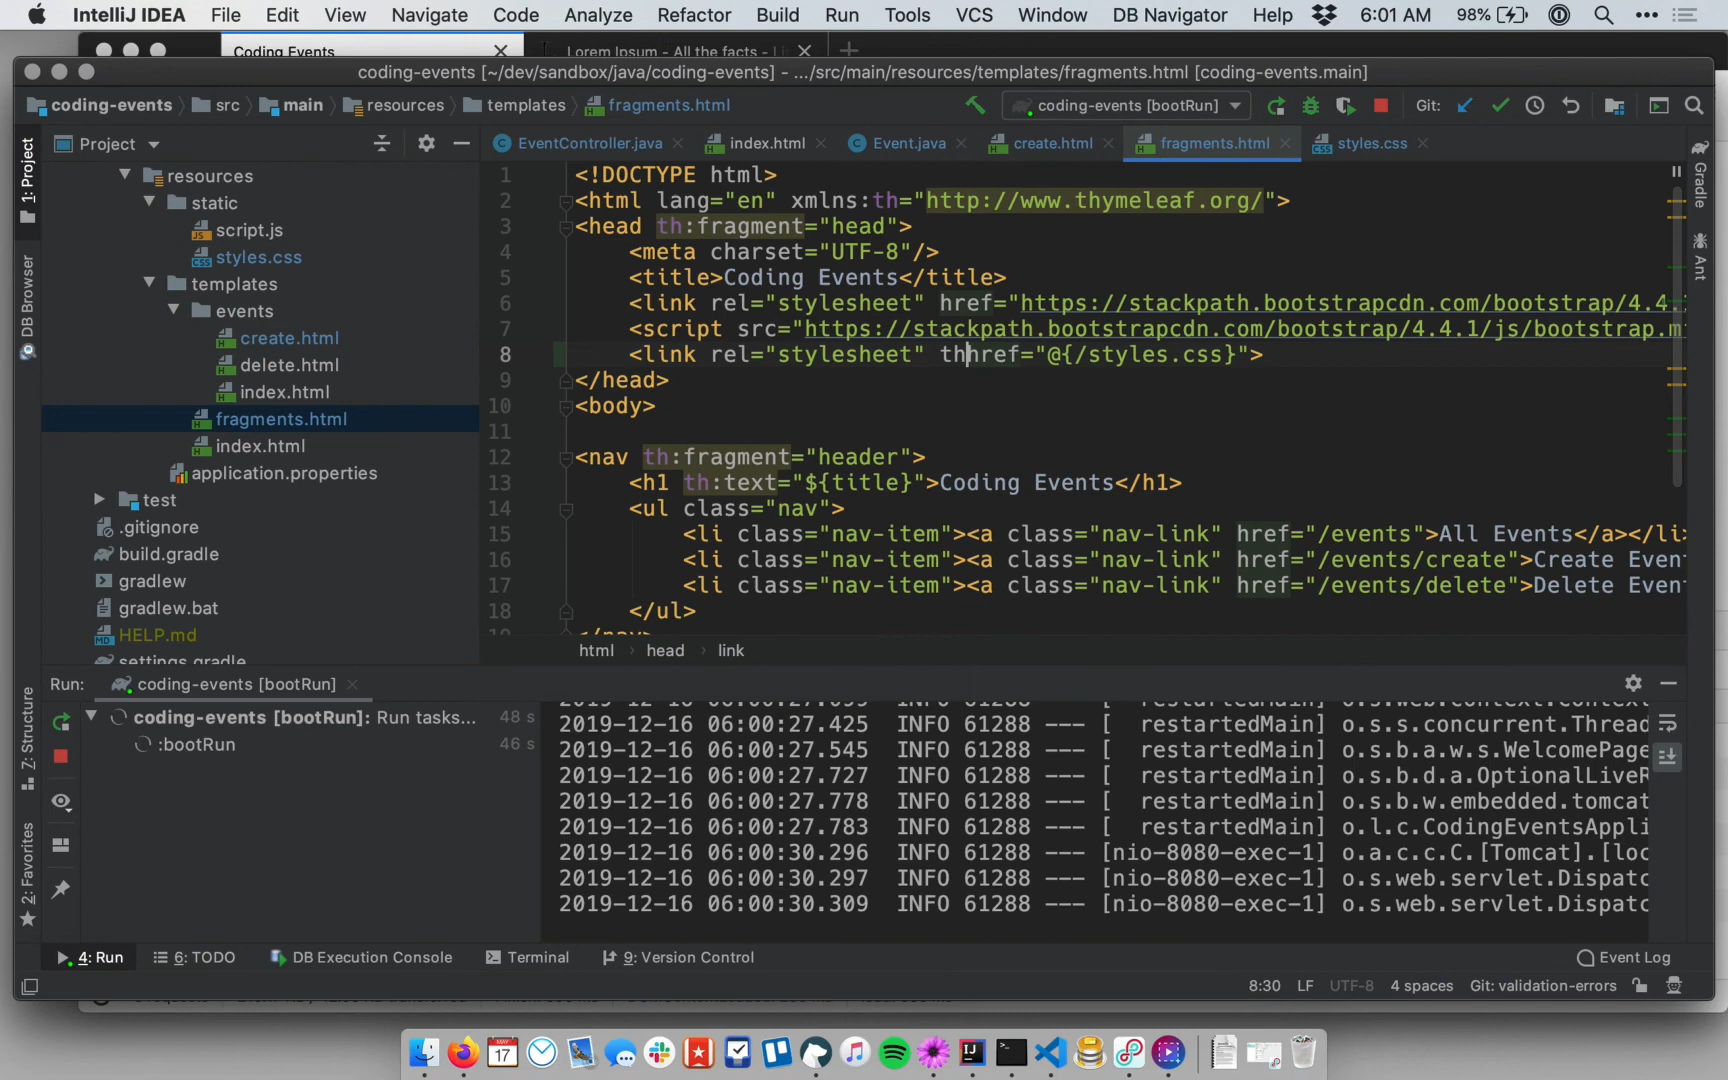 IntelliJ IDEA File Edit View Navigate Code Analyze Refactor Build Run Tools VCS Window DB Navigator Help 6:01 AM 98%
Coding Events Lorem Ipsum - All the facts -
coding-events [~/dev/sandbox/java/coding-events] - .../src/main/resources/templates/fragments.html [coding-events.main]
coding-events src main resources templates fragments.html coding-events [bootRun] Git:
Project EventController.java index.html Event.java create.html fragments.html styles.css
1: Project
DB Browser
Z: Structure
2: Favorites
Gradle
Ant
resources
static
script.js
styles.css
templates
events
create.html
delete.html
index.html
fragments.html
index.html
application.properties
test
.gitignore
build.gradle
gradlew
gradlew.bat
HELP.md
settings.gradle
1 <!DOCTYPE html>
2 <html lang="en" xmlns:th="http://www.thymeleaf.org/">
3 <head th:fragment="head">
4 <meta charset="UTF-8"/>
5 <title>Coding Events</title>
6 <link rel="stylesheet" href="https://stackpath.bootstrapcdn.com/bootstrap/4.4.
7 <script src="https://stackpath.bootstrapcdn.com/bootstrap/4.4.1/js/bootstrap.m
8 <link rel="stylesheet" thhref="@{/styles.css}">
9 </head>
10 <body>
11
12 <nav th:fragment="header">
13 <h1 th:text="${title}">Coding Events</h1>
14 <ul class="nav">
15 <li class="nav-item"><a class="nav-link" href="/events">All Events</a></li>
16 <li class="nav-item"><a class="nav-link" href="/events/create">Create Even
17 <li class="nav-item"><a class="nav-link" href="/events/delete">Delete Even
18 </ul>
</nav>
html head link
Run: coding-events [bootRun]
coding-events [bootRun]: Run tasks... 48 s
:bootRun 46 s
2019-12-16 06:00:27.425 INFO 61288 --- [ restartedMain] o.s.s.concurrent.Thread
2019-12-16 06:00:27.545 INFO 61288 --- [ restartedMain] o.s.b.a.w.s.WelcomePage
2019-12-16 06:00:27.727 INFO 61288 --- [ restartedMain] o.s.b.d.a.OptionalLiveR
2019-12-16 06:00:27.778 INFO 61288 --- [ restartedMain] o.s.b.w.embedded.tomcat
2019-12-16 06:00:27.783 INFO 61288 --- [ restartedMain] o.l.c.CodingEventsAppli
2019-12-16 06:00:30.296 INFO 61288 --- [nio-8080-exec-1] o.a.c.c.C.[Tomcat].[loc
2019-12-16 06:00:30.297 INFO 61288 --- [nio-8080-exec-1] o.s.web.servlet.Dispatc
2019-12-16 06:00:30.309 INFO 61288 --- [nio-8080-exec-1] o.s.web.servlet.Dispatc
4: Run 6: TODO DB Execution Console Terminal 9: Version Control Event Log
8:30 LF UTF-8 4 spaces Git: validation-errors
17